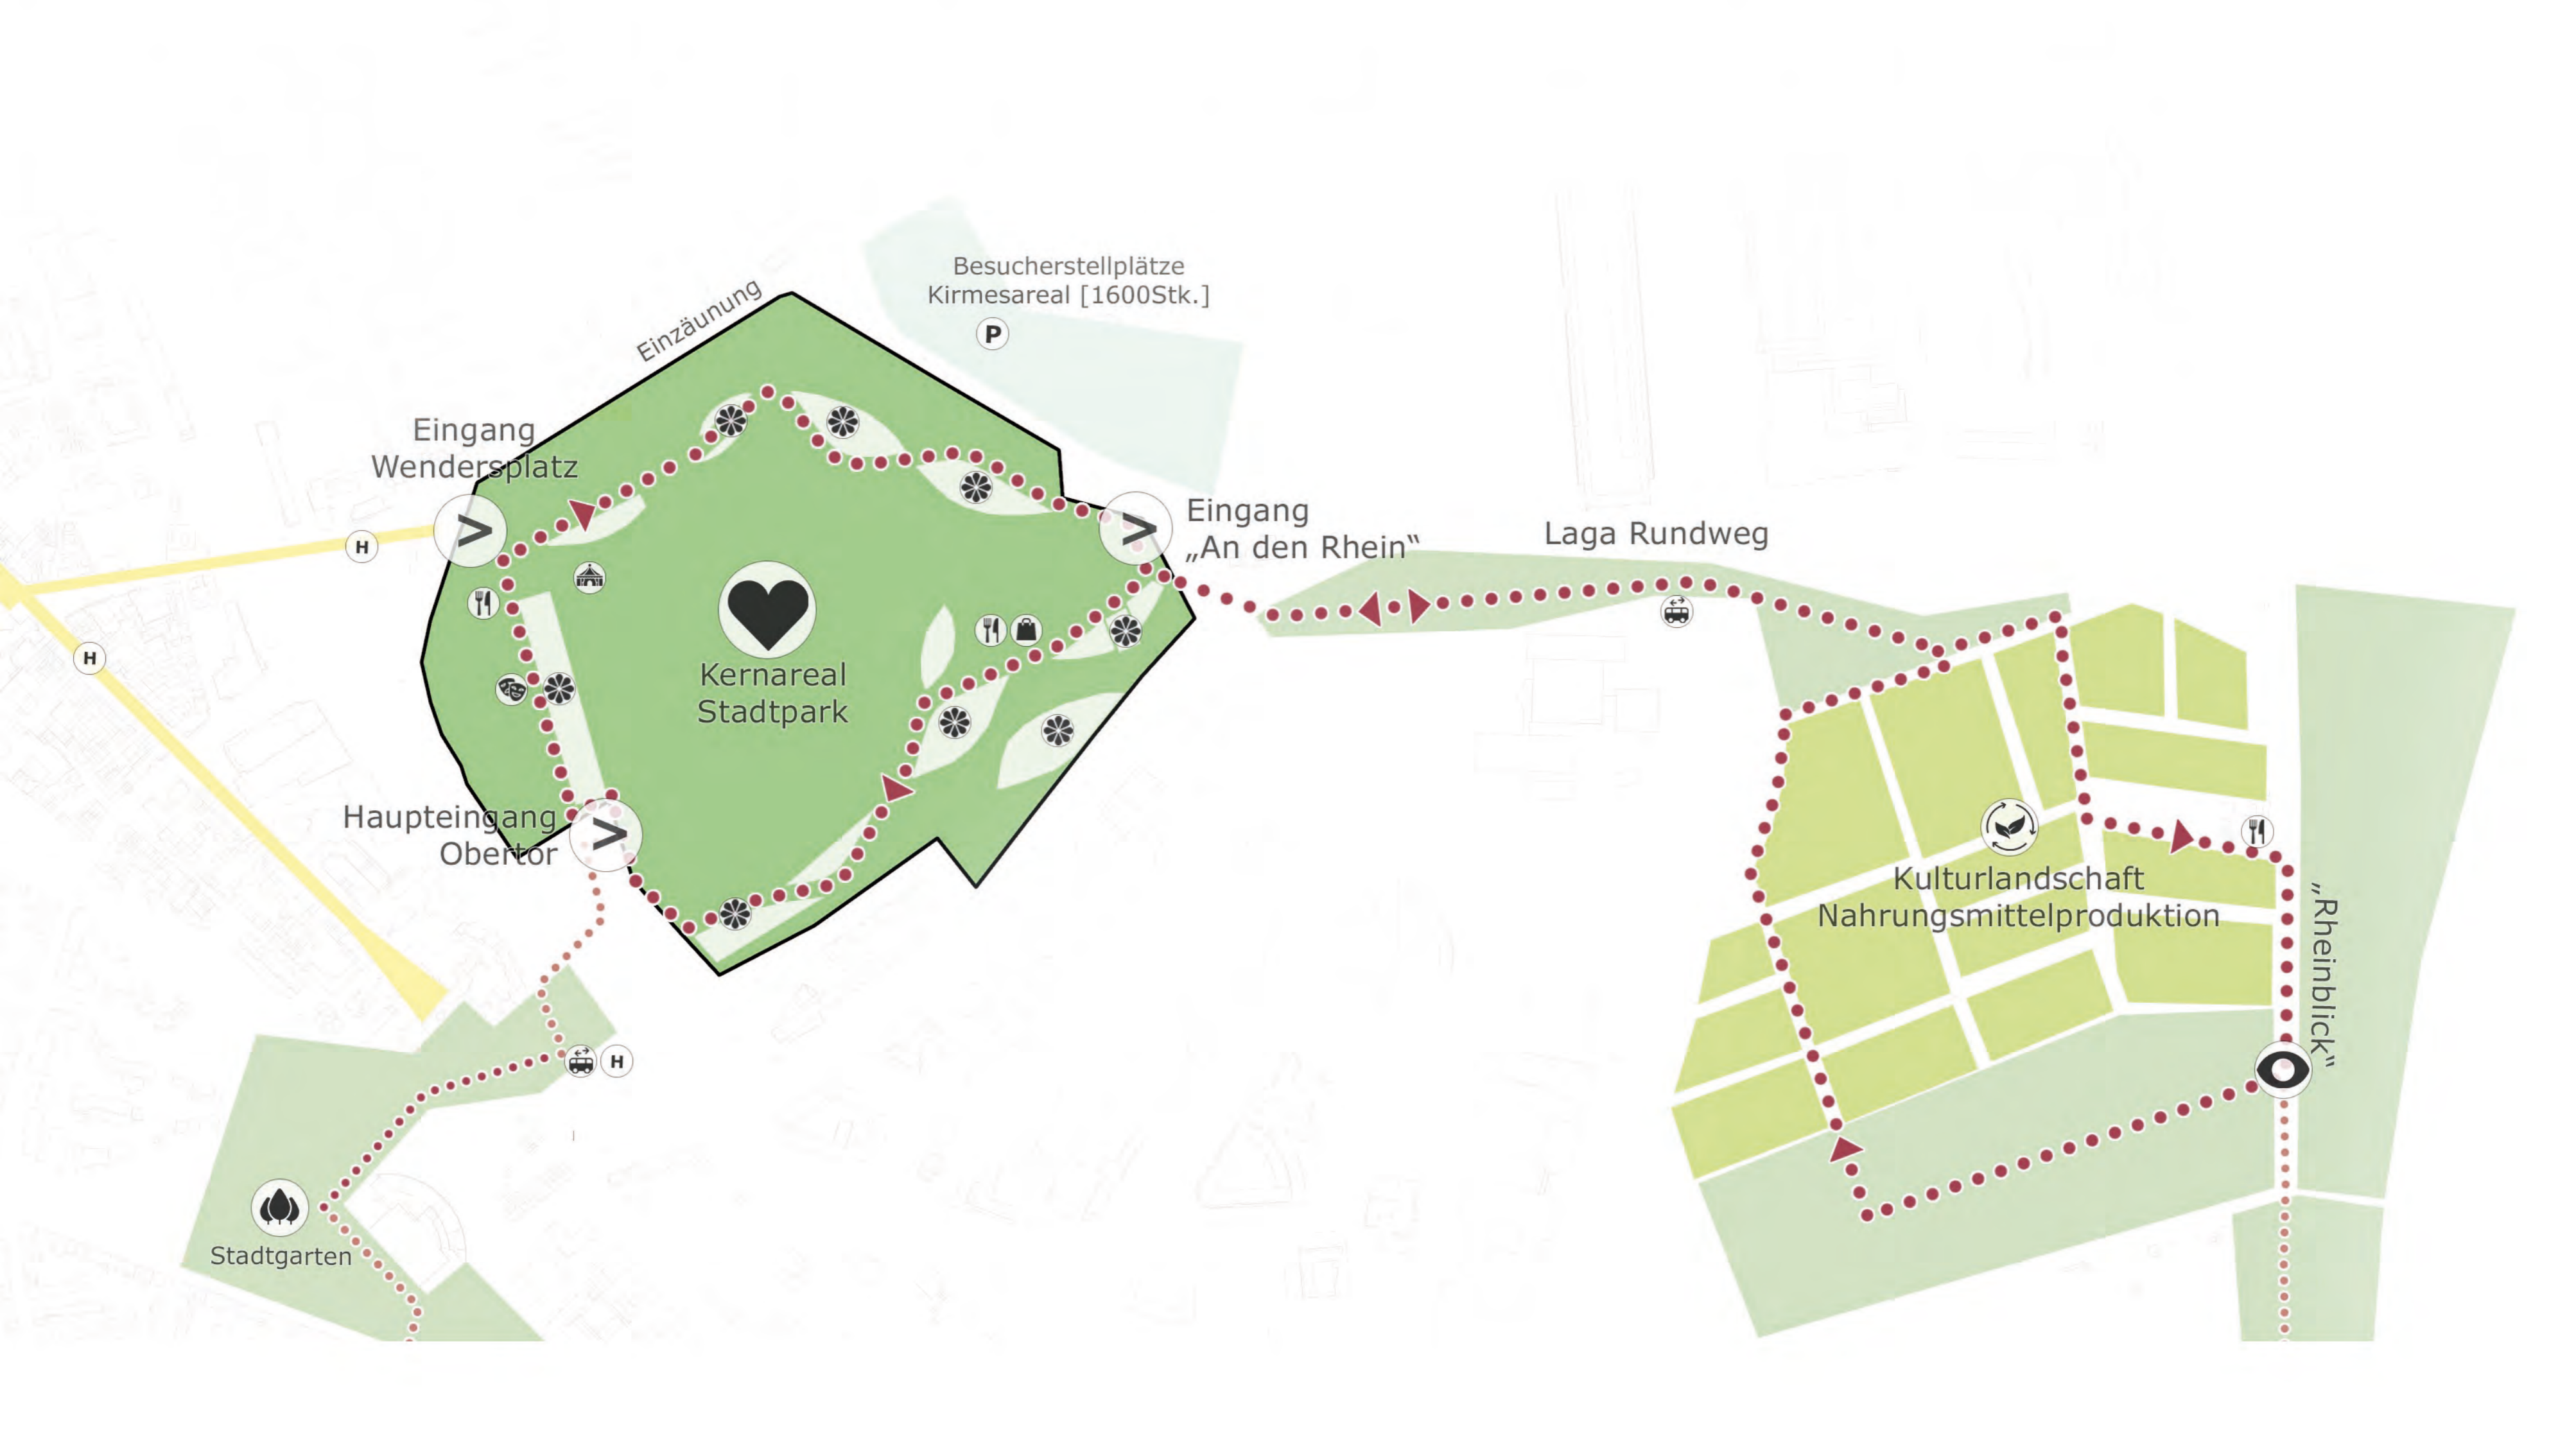 Besucherstellplätze
Kirmesareal [1600Stk.]
P
Einzäunung
Eingang
Wendersplatz
H
H
Eingang
„An den Rhein“
Laga Rundweg
Kernareal
Stadtpark
Haupteingang
Obertor
Kulturlandschaft
Nahrungsmittelproduktion
„Rheinblick“
H
Stadtgarten